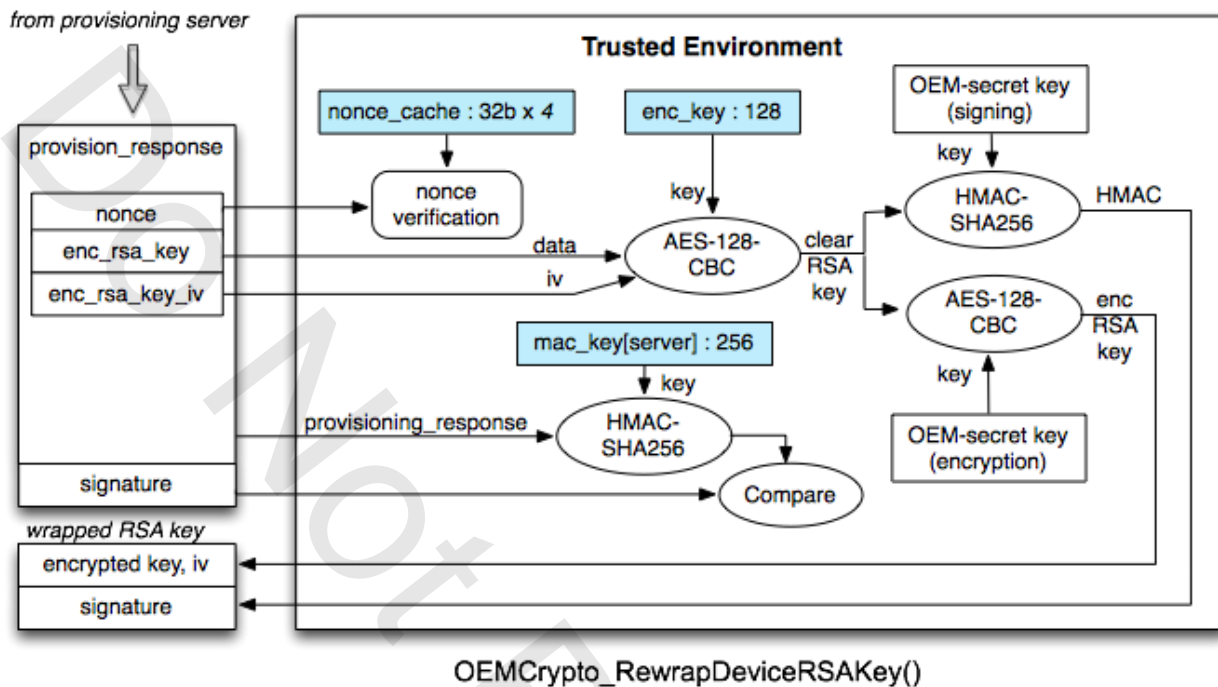 from provisioning server
Trusted Environment
nonce_cache : 32b x 4
enc_key : 128
OEM-secret key
(signing)
provision_response
key
nonce
nonce
verification
key
HMAC-
SHA256
HMAC
enc_rsa_key
data
AES-128-
CBC
clear
RSA
key
enc_rsa_key_iv
iv
AES-128-
CBC
enc
RSA
key
mac_key[server] : 256
key
key
provisioning_response
HMAC-
SHA256
OEM-secret key
(encryption)
signature
Compare
wrapped RSA key
encrypted key, iv
signature
OEMCrypto_RewrapDeviceRSAKey()
Do Not